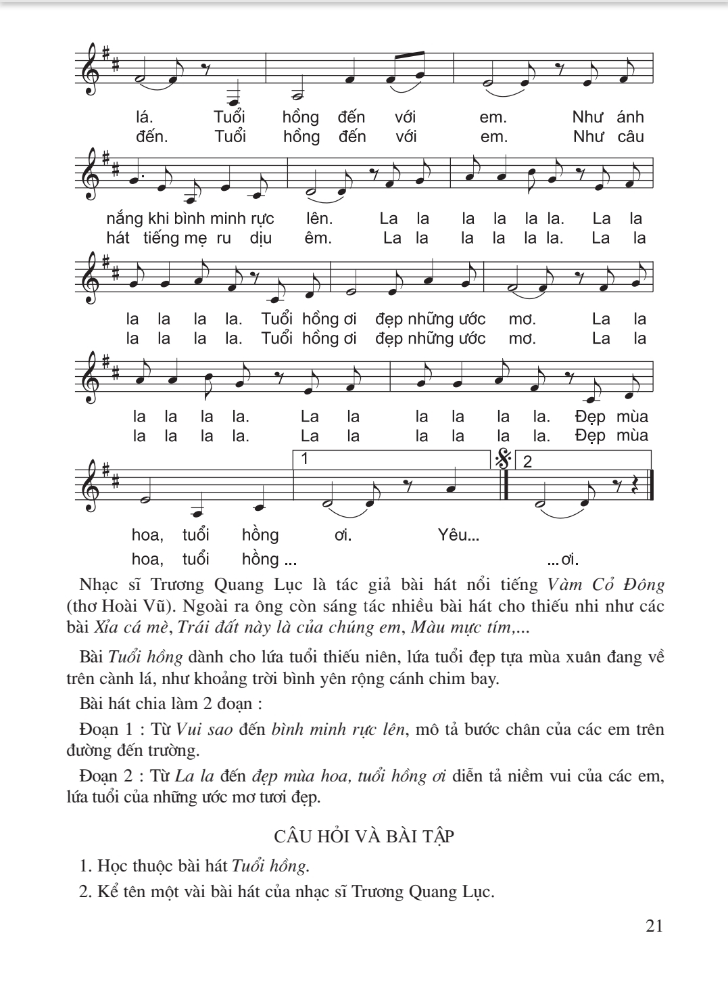 lá. Tuổi hồng đến với em. Như ánh
đến. Tuổi hồng đến với em. Như câu
nắng khi bình minh rực lên. La la la la la la. La la
hát tiếng mẹ ru dịu êm. La la la la la la. La la
la la la la. Tuổi hồng ơi đẹp những ước mơ. La la
la la la la. Tuổi hồng ơi đẹp những ước mơ. La la
la la la la. La la la la la la. Đẹp mùa
la la la la. La la la la la la. Đẹp mùa
1 2
hoa, tuổi hồng ơi. Yêu...
hoa, tuổi hồng ... ...ơi.
Nhạc sĩ Trương Quang Lục là tác giả bài hát nổi tiếng Vàm Cỏ Đông
(thơ Hoài Vũ). Ngoài ra ông còn sáng tác nhiều bài hát cho thiếu nhi như các
bài Xỉa cá mè, Trái đất này là của chúng em, Màu mực tím,...
Bài Tuổi hồng dành cho lứa tuổi thiếu niên, lứa tuổi đẹp tựa mùa xuân đang về
trên cành lá, như khoảng trời bình yên rộng cánh chim bay.
Bài hát chia làm 2 đoạn :
Đoạn 1 : Từ Vui sao đến bình minh rực lên, mô tả bước chân của các em trên
đường đến trường.
Đoạn 2 : Từ La la đến đẹp mùa hoa, tuổi hồng ơi diễn tả niềm vui của các em,
lứa tuổi của những ước mơ tươi đẹp.
CÂU HỎI VÀ BÀI TẬP
1. Học thuộc bài hát Tuổi hồng.
2. Kể tên một vài bài hát của nhạc sĩ Trương Quang Lục.
21